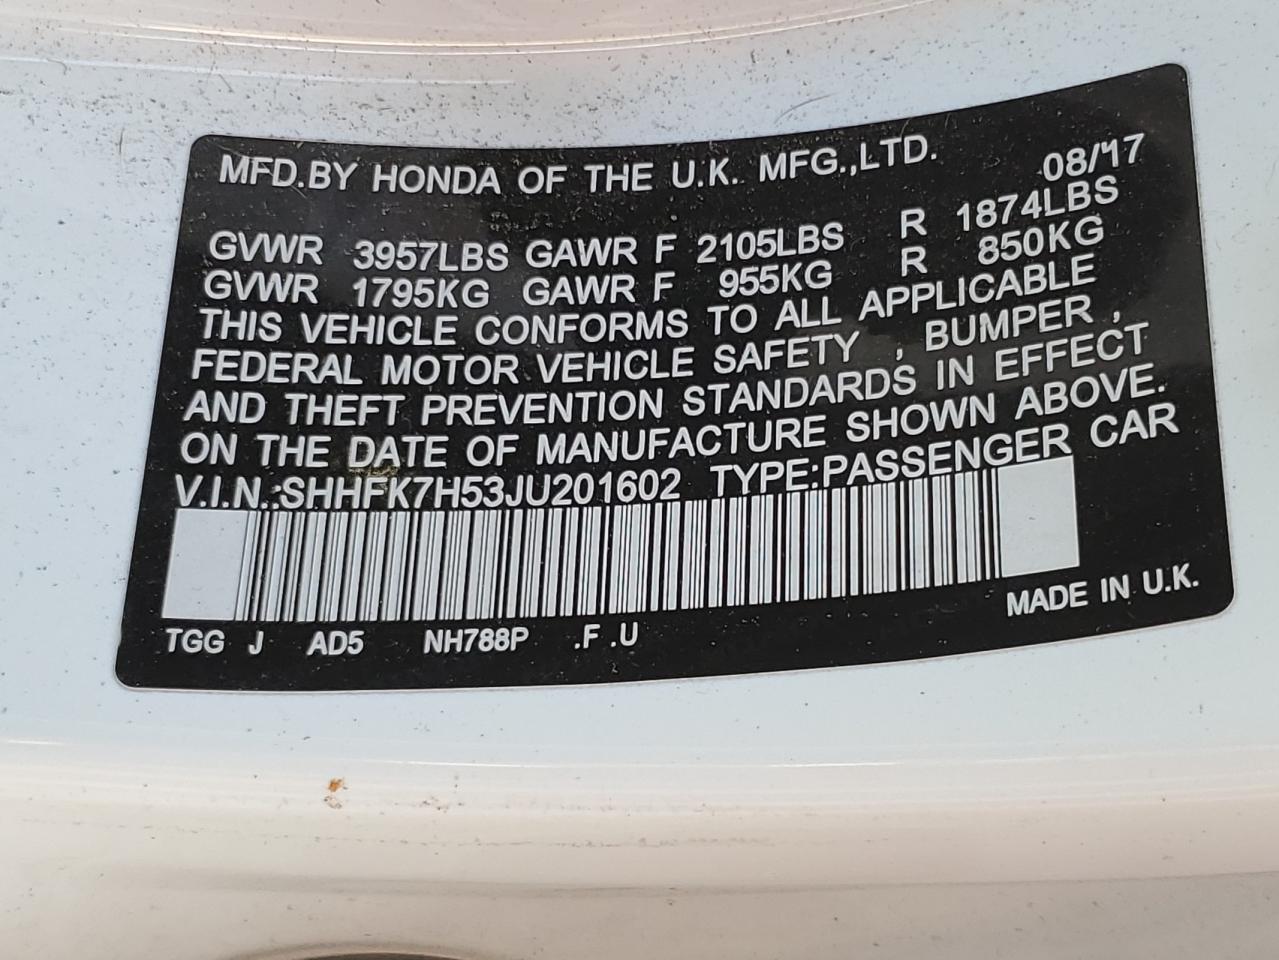 MFD.BY HONDA OF THE U.K. MFG.,LTD. 08/'17
GVWR 3957LBS GAWR F 2105LBS R 1874LBS
GVWR 1795KG GAWR F 955KG R 850KG
THIS VEHICLE CONFORMS TO ALL APPLICABLE
FEDERAL MOTOR VEHICLE SAFETY , BUMPER ,
AND THEFT PREVENTION STANDARDS IN EFFECT
ON THE DATE OF MANUFACTURE SHOWN ABOVE.
V.I.N.:SHHFK7H53JU201602 TYPE:PASSENGER CAR
TGG J AD5 NH788P .F .U MADE IN U.K.